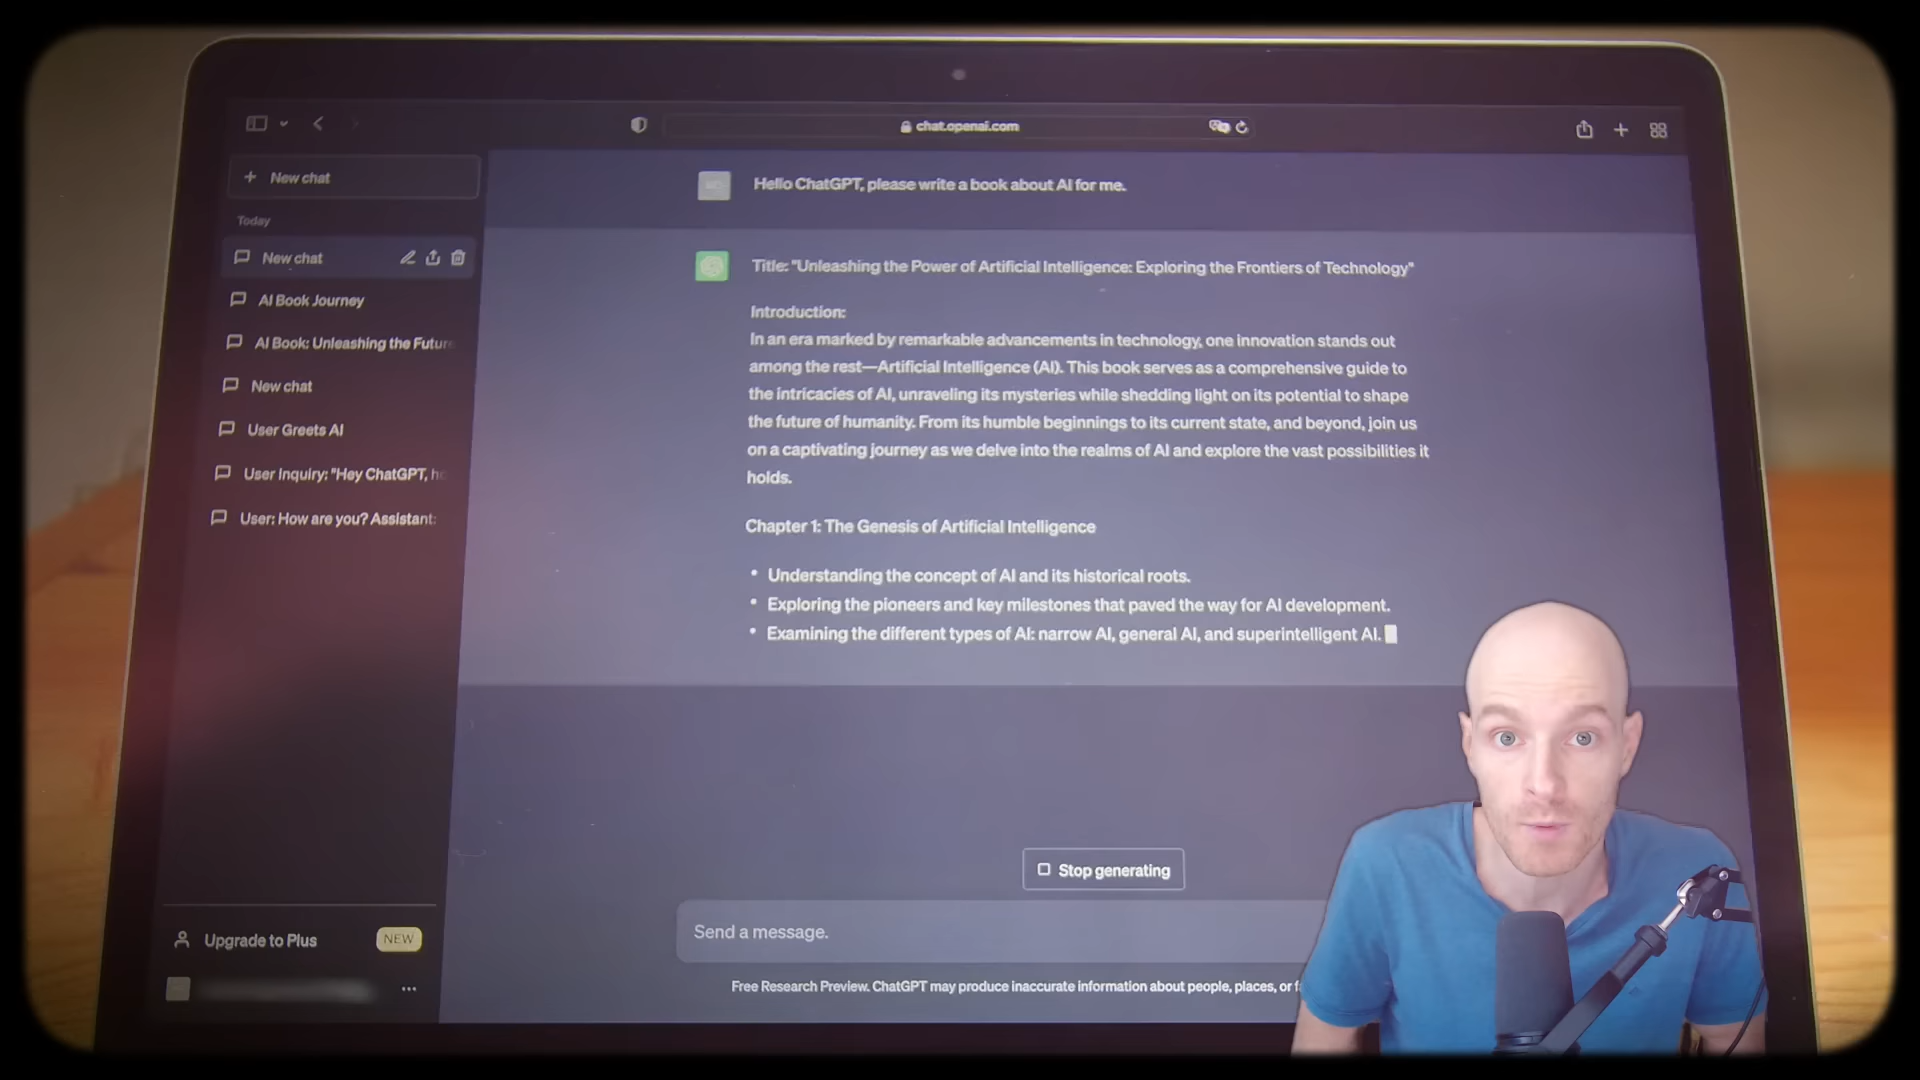 chat.openai.com
New chat
Today
New chat
AI Book Journey
AI Book: Unleashing the Futur
New chat
User Greets AI
User Inquiry: "Hey ChatGPT, h
User: How are you? Assistant:
Upgrade to Plus
NEW
Hello ChatGPT, please write a book about AI for me.
Title: "Unleashing the Power of Artificial Intelligence: Exploring the Frontiers of Technology"
Introduction:
In an era marked by remarkable advancements in technology, one innovation stands out
among the rest—Artificial Intelligence (AI). This book serves as a comprehensive guide to
the intricacies of AI, unraveling its mysteries while shedding light on its potential to shape
the future of humanity. From its humble beginnings to its current state, and beyond, join us
on a captivating journey as we delve into the realms of AI and explore the vast possibilities it
holds.
Chapter 1: The Genesis of Artificial Intelligence
• Understanding the concept of AI and its historical roots.
• Exploring the pioneers and key milestones that paved the way for AI development.
• Examining the different types of AI: narrow AI, general AI, and superintelligent AI.
Stop generating
Send a message.
Free Research Preview. ChatGPT may produce inaccurate information about people, places, or f